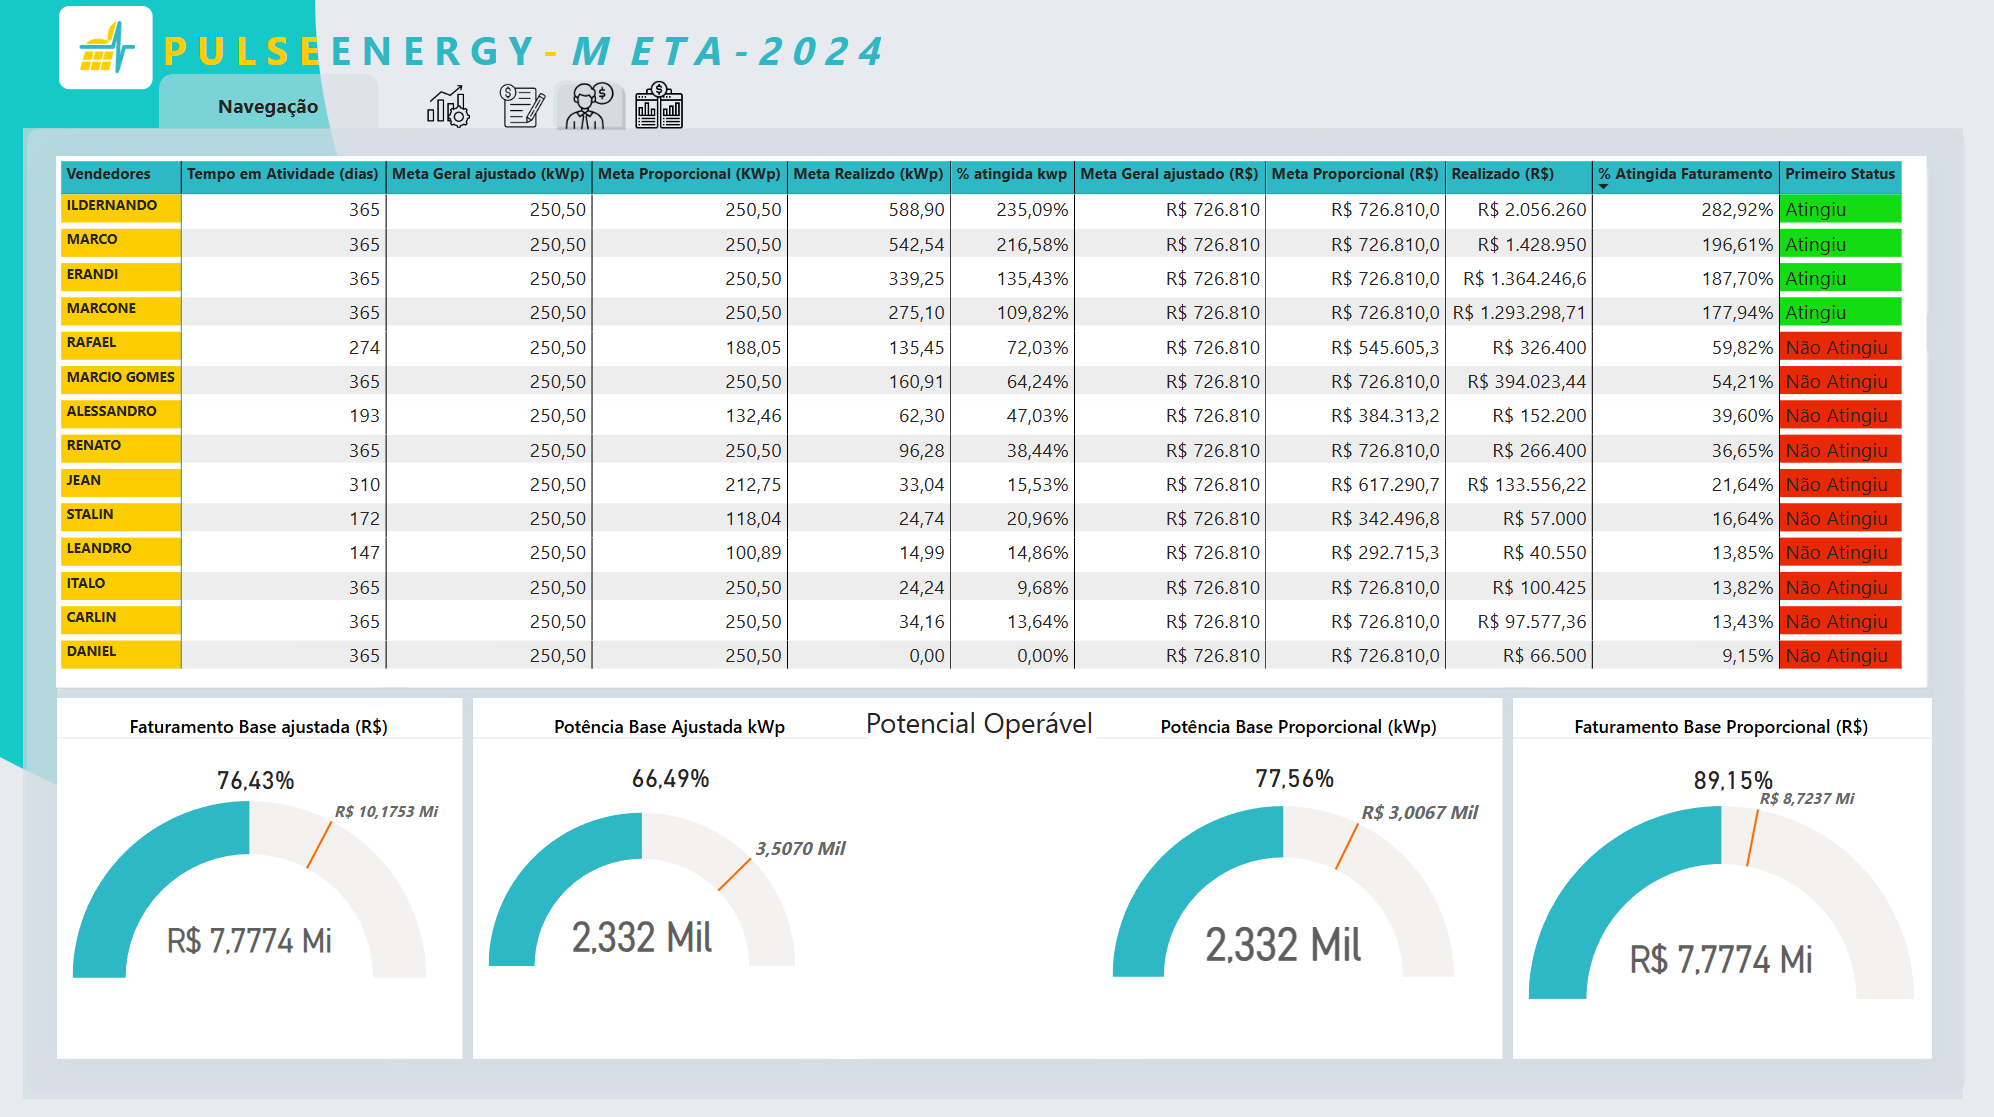 PULSEENERGY-META-2024
Navegação
Vendedores Tempo em Atividade (dias) Meta Geral ajustado (kWp) Meta Proporcional (KWp) Meta Realizdo (kWp) % atingida kwp Meta Geral ajustado (R$) Meta Proporcional (R$) Realizado (R$) % Atingida Faturamento Primeiro Status
ILDERNANDO 365 250,50 250,50 588,90 235,09% R$ 726.810 R$ 726.810,0 R$ 2.056.260 282,92% Atingiu
MARCO 365 250,50 250,50 542,54 216,58% R$ 726.810 R$ 726.810,0 R$ 1.428.950 196,61% Atingiu
ERANDI 365 250,50 250,50 339,25 135,43% R$ 726.810 R$ 726.810,0 R$ 1.364.246,6 187,70% Atingiu
MARCONE 365 250,50 250,50 275,10 109,82% R$ 726.810 R$ 726.810,0 R$ 1.293.298,71 177,94% Atingiu
RAFAEL 274 250,50 188,05 135,45 72,03% R$ 726.810 R$ 545.605,3 R$ 326.400 59,82% Não Atingiu
MARCIO GOMES 365 250,50 250,50 160,91 64,24% R$ 726.810 R$ 726.810,0 R$ 394.023,44 54,21% Não Atingiu
ALESSANDRO 193 250,50 132,46 62,30 47,03% R$ 726.810 R$ 384.313,2 R$ 152.200 39,60% Não Atingiu
RENATO 365 250,50 250,50 96,28 38,44% R$ 726.810 R$ 726.810,0 R$ 266.400 36,65% Não Atingiu
JEAN 310 250,50 212,75 33,04 15,53% R$ 726.810 R$ 617.290,7 R$ 133.556,22 21,64% Não Atingiu
STALIN 172 250,50 118,04 24,74 20,96% R$ 726.810 R$ 342.496,8 R$ 57.000 16,64% Não Atingiu
LEANDRO 147 250,50 100,89 14,99 14,86% R$ 726.810 R$ 292.715,3 R$ 40.550 13,85% Não Atingiu
ITALO 365 250,50 250,50 24,24 9,68% R$ 726.810 R$ 726.810,0 R$ 100.425 13,82% Não Atingiu
CARLIN 365 250,50 250,50 34,16 13,64% R$ 726.810 R$ 726.810,0 R$ 97.577,36 13,43% Não Atingiu
DANIEL 365 250,50 250,50 0,00 0,00% R$ 726.810 R$ 726.810,0 R$ 66.500 9,15% Não Atingiu
Faturamento Base ajustada (R$)
76,43%
R$ 10,1753 Mi
R$ 7,7774 Mi
Potência Base Ajustada kWp
66,49%
3,5070 Mil
2,332 Mil
Potencial Operável
Potência Base Proporcional (kWp)
77,56%
R$ 3,0067 Mil
2,332 Mil
Faturamento Base Proporcional (R$)
89,15%
R$ 8,7237 Mi
R$ 7,7774 Mi